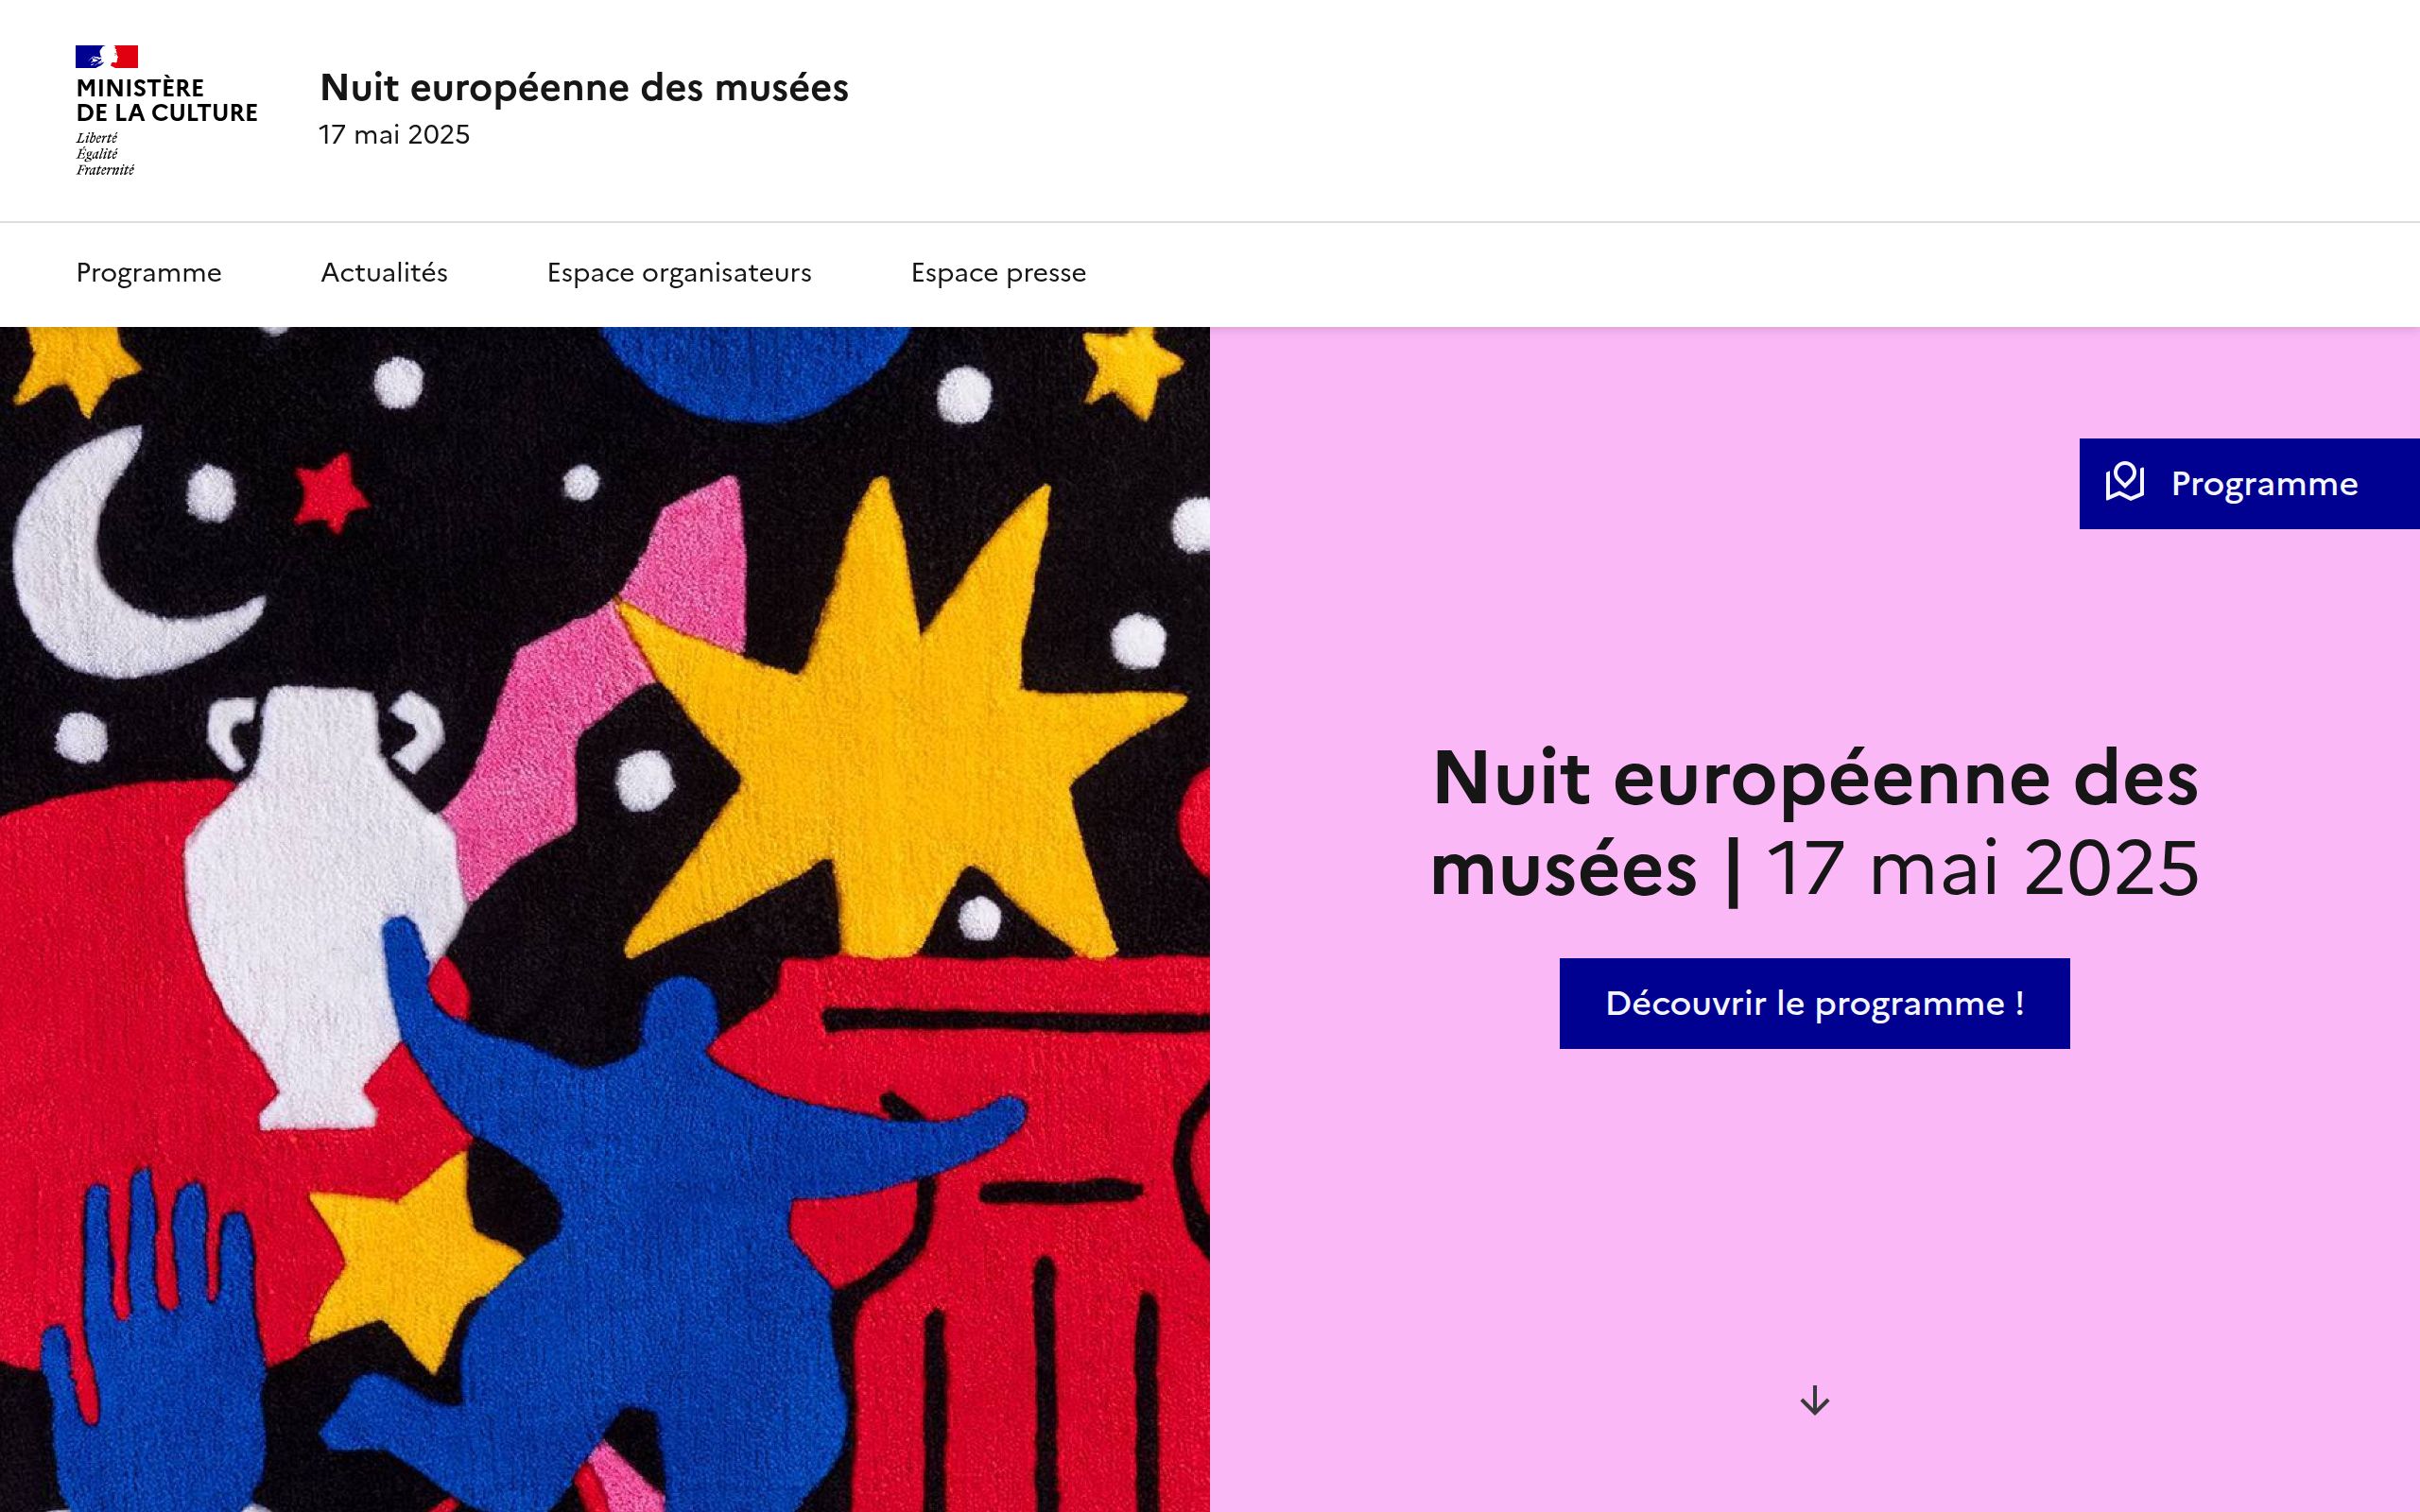 MINISTÈRE
DE LA CULTURE
Liberté
Égalité
Fraternité
Nuit européenne des musées
17 mai 2025
Programme
Actualités
Espace organisateurs
Espace presse
Programme
Nuit européenne des
musées | 17 mai 2025
Découvrir le programme !